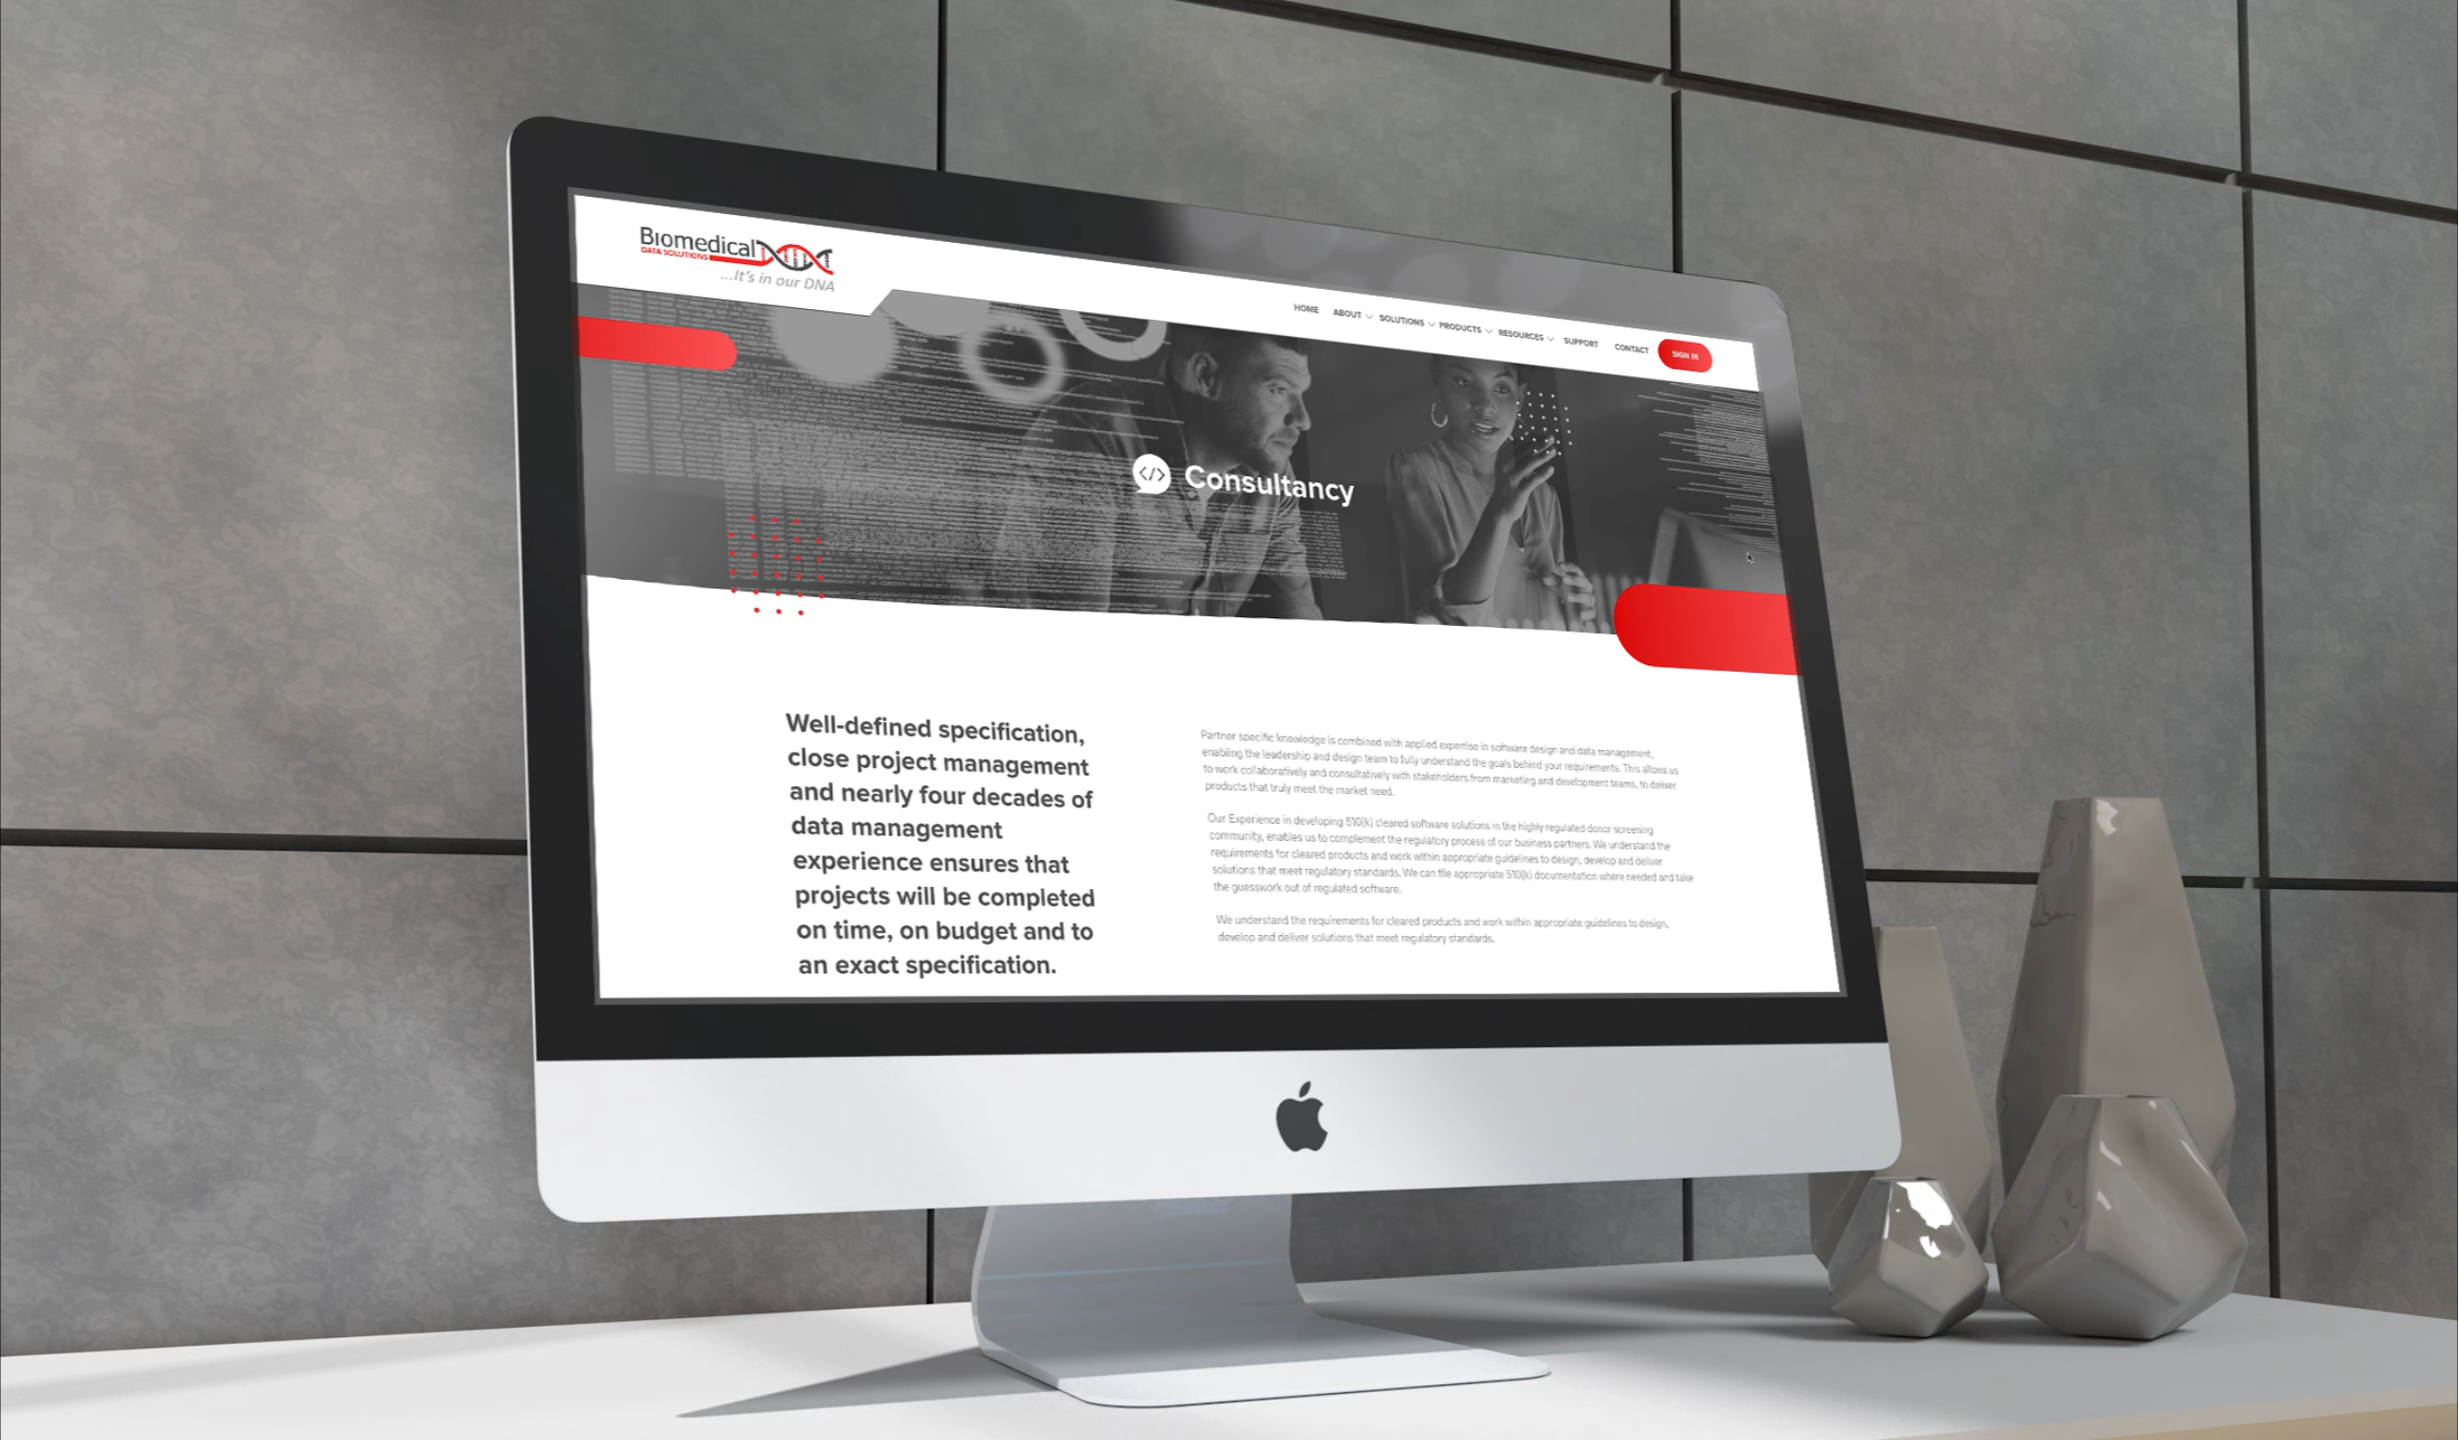 Biomedical
DATA SOLUTIONS
...It's in our DNA
HOME ABOUT SOLUTIONS PRODUCTS RESOURCES SUPPORT CONTACT SIGN IN
</> Consultancy
Well-defined specification,
close project management
and nearly four decades of
data management
experience ensures that
projects will be completed
on time, on budget and to
an exact specification.
Partner specific knowledge is combined with applied expertise in software design and data management,
enabling the leadership and design team to fully understand the goals behind your requirements. This allows us
to work collaboratively and consultatively with stakeholders from marketing and development teams, to deliver
products that truly meet the market need.
Our Experience in developing 510(k) cleared software solutions in the highly regulated donor screening
community, enables us to complement the regulatory process of our business partners. We understand the
requirements for cleared products and work within appropriate guidelines to design, develop and deliver
solutions that meet regulatory standards. We can file appropriate 510(k) documentation where needed and take
the guesswork out of regulated software.
We understand the requirements for cleared products and work within appropriate guidelines to design,
develop and deliver solutions that meet regulatory standards.